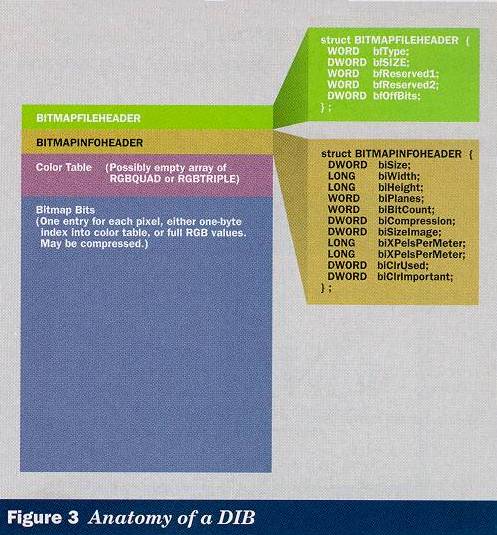 struct BITMAPFILEHEADER {
WORD bfType;
DWORD bfSIZE;
WORD bfReserved1;
WORD bfReserved2;
DWORD bfOffBits;
} ;
BITMAPFILEHEADER
BITMAPINFOHEADER
Color Table (Possibly empty array of
RGBQUAD or RGBTRIPLE)
Bitmap Bits
(One entry for each pixel, either one-byte
index into color table, or full RGB values.
May be compressed.)
struct BITMAPINFOHEADER {
DWORD biSize;
LONG biWidth;
LONG biHeight;
WORD biPlanes;
WORD biBitCount;
DWORD biCompression;
DWORD biSizeImage;
LONG biXPelsPerMeter;
LONG biXPelsPerMeter;
DWORD biClrUsed;
DWORD biClrImportant;
} ;
Figure 3 Anatomy of a DIB